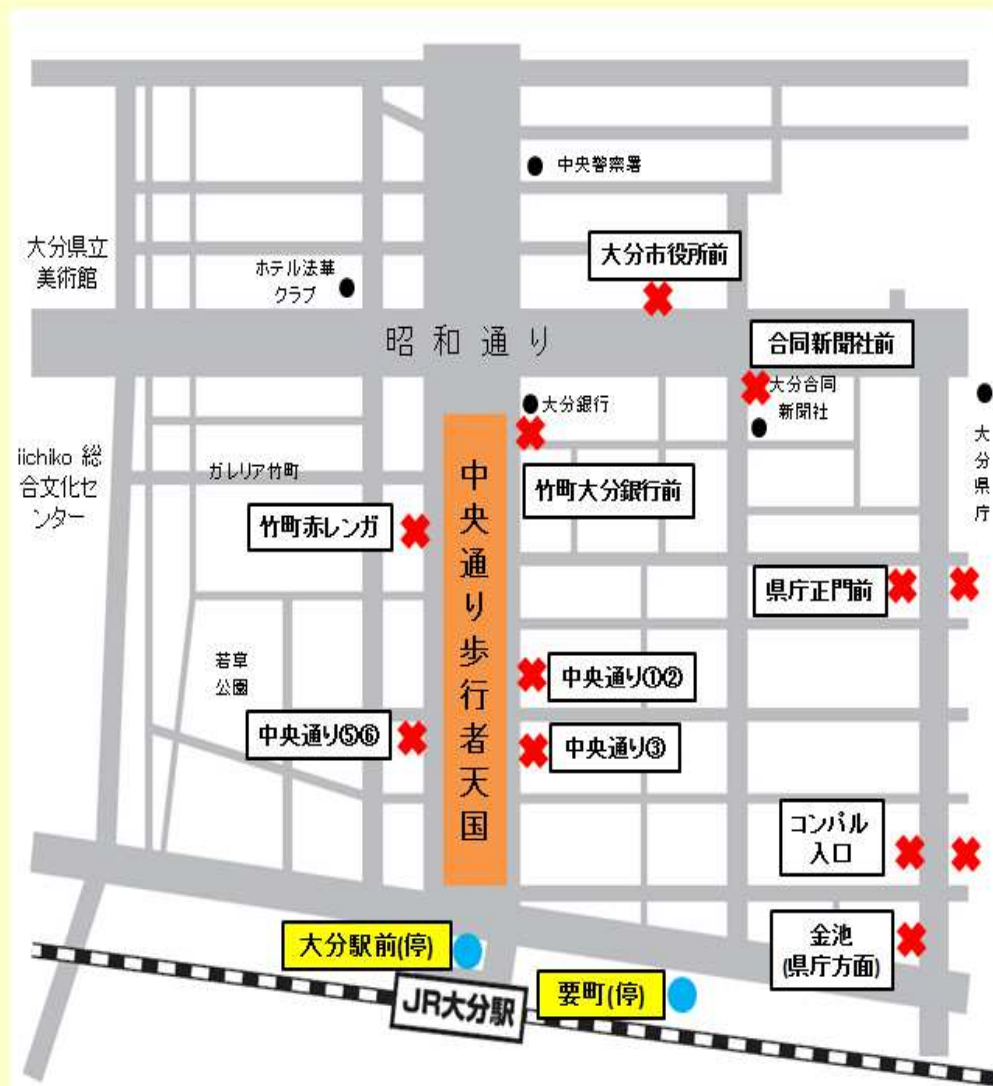 中央警察署
大分県立
美術館
大分市役所前
ホテル法華
クラブ
昭和通り
合同新聞社前
大分銀行
大分合同
新聞社
大分県庁
iichiko 総
合文化セ
ンター
ガレリア竹町
竹町大分銀行前
竹町赤レンガ
中央通り歩行者天国
県庁正門前
若草
公園
中央通り①②
中央通り⑤⑥
中央通り③
コンパル
入口
大分駅前(停)
金池
(県庁方面)
要町(停)
JR大分駅